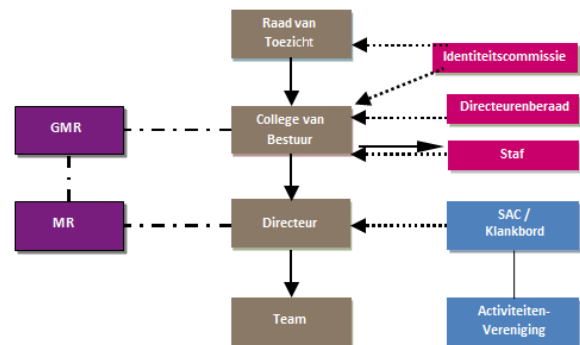 Raad van
Toezicht
Identiteitscommissie
GMR
College van
Bestuur
Directeurenberaad
Staf
MR
Directeur
SAC /
Klankbord
Team
Activiteiten-
Vereniging